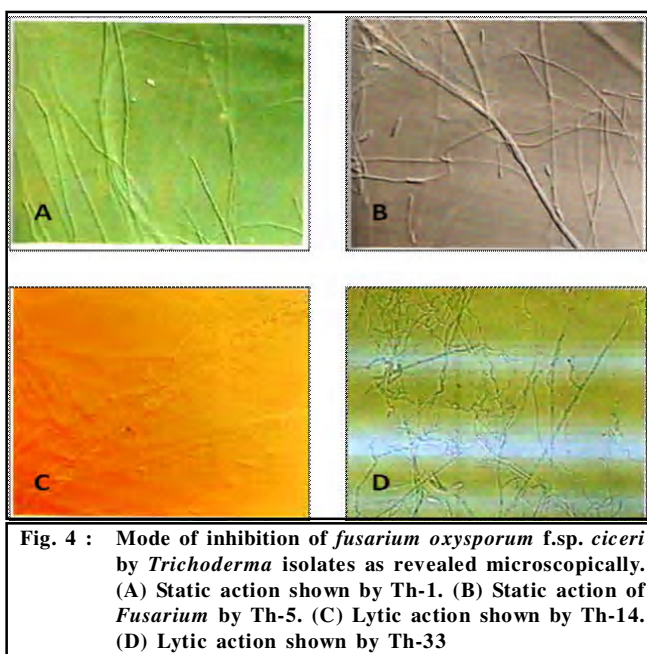 A
B
C
D
Fig. 4 : Mode of inhibition of fusarium oxysporum f.sp. ciceri
by Trichoderma isolates as revealed microscopically.
(A) Static action shown by Th-1. (B) Static action of
Fusarium by Th-5. (C) Lytic action shown by Th-14.
(D) Lytic action shown by Th-33